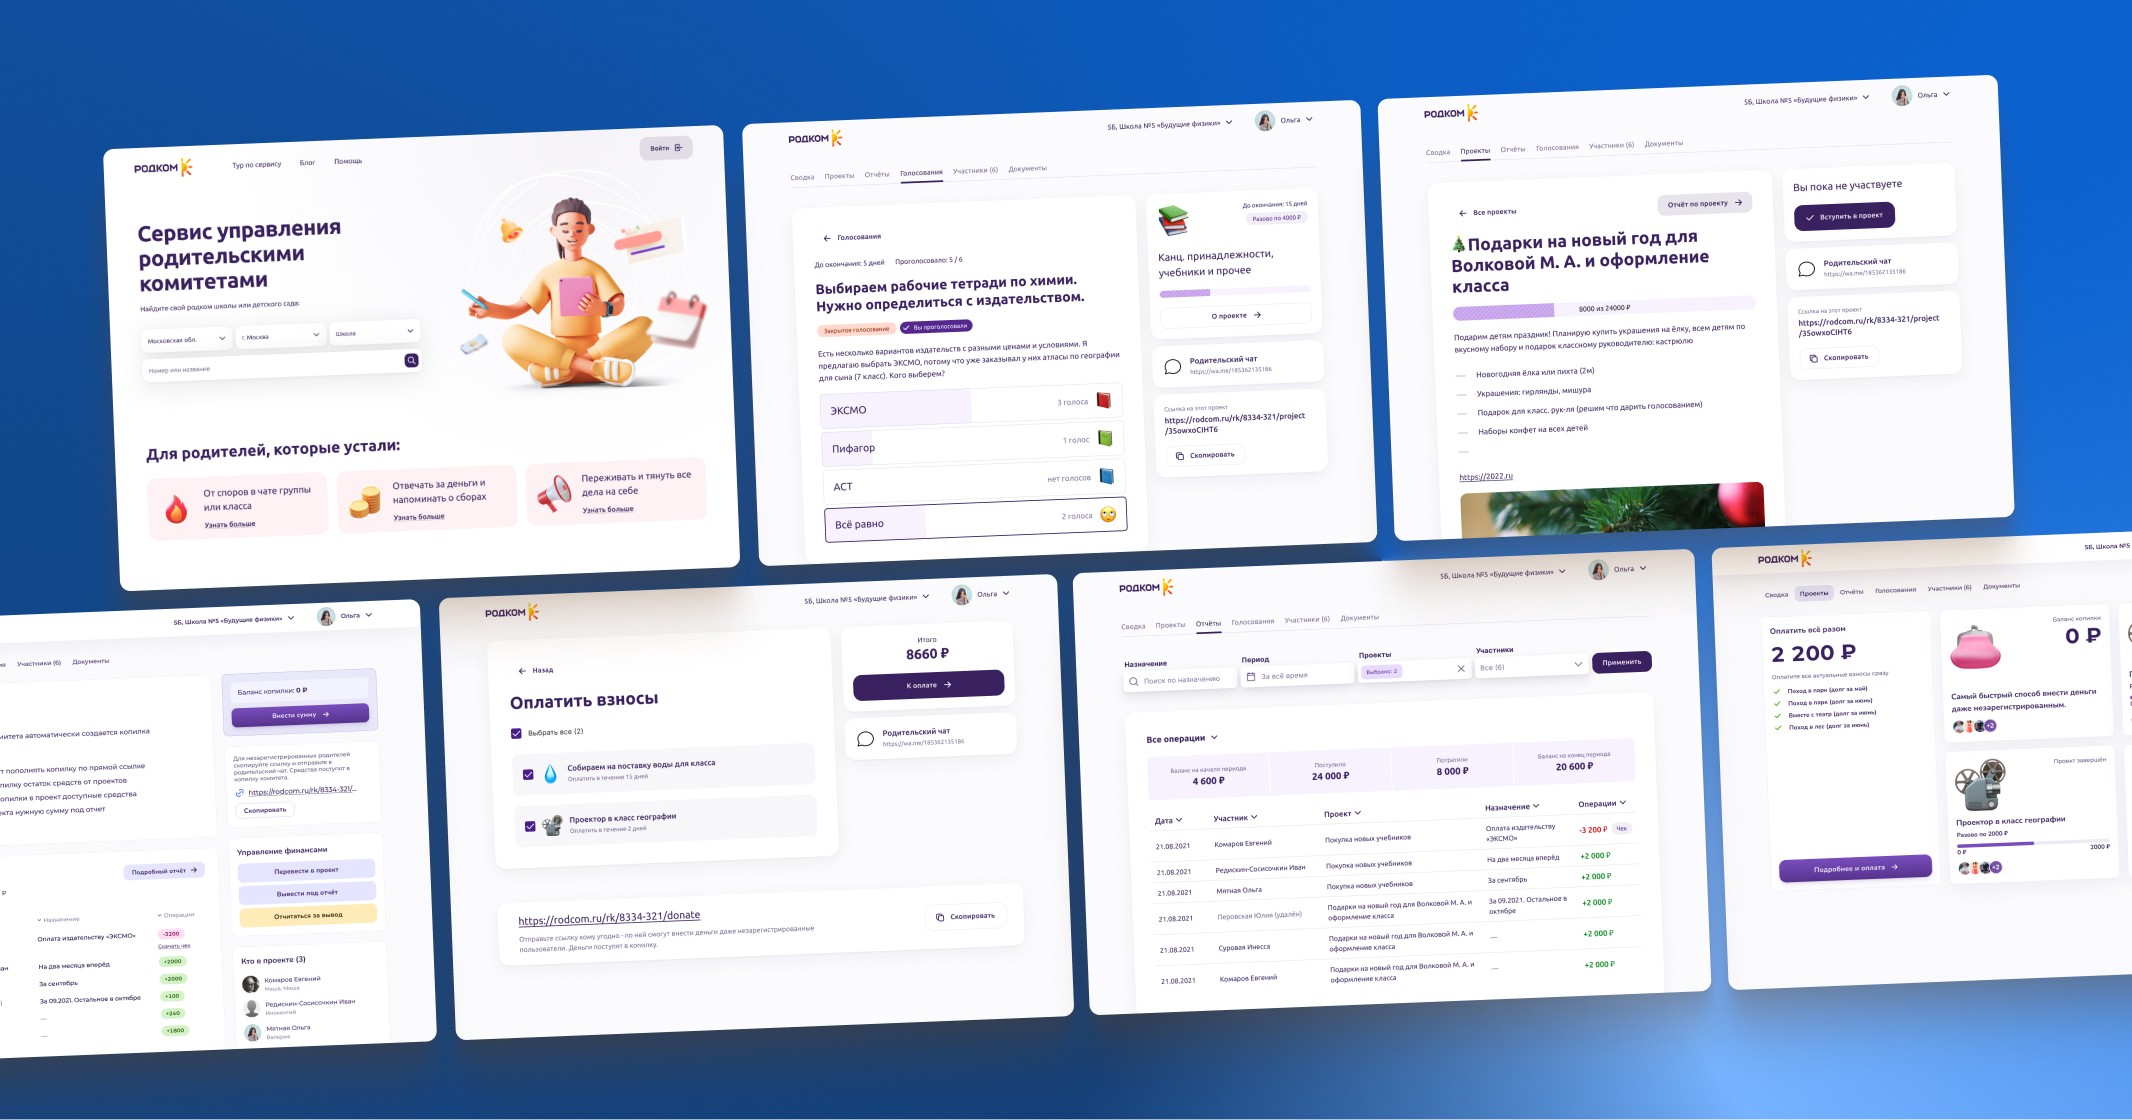 РОДКОМ
Тур по сервису
Блог
Помощь
Войти
Сервис управления
родительскими
комитетами
Найдите свой родком школы или детского сада:
Московская обл.
г. Москва
Школа
Номер или название
Для родителей, которые устали:
От споров в чате группы
или класса
Узнать больше
Отвечать за деньги и
напоминать о сборах
Узнать больше
Переживать и тянуть все
дела на себе
Узнать больше
РОДКОМ
5Б, Школа №5 «Будущие физики»
Ольга
Сводка
Проекты
Отчёты
Голосования
Участники (6)
Документы
Голосования
До окончания: 5 дней
Проголосовало: 5 / 6
Выбираем рабочие тетради по химии.
Нужно определиться с издательством.
Закрытое голосование
Вы проголосовали
Есть несколько вариантов издательств с разными ценами и условиями. Я
предлагаю выбрать ЭКСМО, потому что уже заказывал у них атласы по географии
для сына (7 класс). Кого выберем?
ЭКСМО
3 голоса
Пифагор
1 голос
АСТ
нет голосов
Всё равно
2 голоса
До окончания: 15 дней
Разово по 4000 ₽
Канц. принадлежности,
учебники и прочее
О проекте
Родительский чат
https://wa.me/185362135186
Ссылка на этот проект
https://rodcom.ru/rk/8334-321/project
/35owxoCIHT6
Скопировать
РОДКОМ
5Б, Школа №5 «Будущие физики»
Ольга
Сводка
Проекты
Отчёты
Голосования
Участники (6)
Документы
Все проекты
Отчёт по проекту
Подарки на новый год для
Волковой М. А. и оформление
класса
8000 из 24000 ₽
Подарим детям праздник! Планирую купить украшения на ёлку, всем детям по
вкусному набору и подарок классному руководителю: кастрюлю
— Новогодняя ёлка или пихта (2м)
— Украшения: гирлянды, мишура
— Подарок для класс. рук-ля (решим что дарить голосованием)
— Наборы конфет на всех детей
—
https://2022.ru
Вы пока не участвуете
Вступить в проект
Родительский чат
https://wa.me/185362135186
Ссылка на этот проект
https://rodcom.ru/rk/8334-321/project
/35owxoCIHT6
Скопировать
5Б, Школа №5 «Будущие физики»
Ольга
Участники (6)
Документы
митета автоматически создается копилка
т пополнять копилку по прямой ссылке
пилку остаток средств от проектов
опилки в проект доступные средства
кта нужную сумму под отчет
Подробный отчёт
₽
Назначение
Операции
Оплата издательству «ЭКСМО»
-3200
Скачать чек
ан
На два месяца вперёд
+2000
За сентябрь
+2000
За 09.2021. Остальное в октябре
+100
—
+240
—
+1800
Баланс копилки: 0 ₽
Внести сумму
Для незарегистрированных родителей
скопируйте ссылку и отправьте в
родительский чат. Средства поступят в
копилку комитета.
https://rodcom.ru/rk/8334-321/...
Скопировать
Управление финансами
Перевести в проект
Вывести под отчёт
Отчитаться за вывод
Кто в проекте (3)
Комаров Евгений
Маша, Миша
Редискин-Сосисочкин Иван
Инокентий
Мятная Ольга
Валерия
РОДКОМ
5Б, Школа №5 «Будущие физики»
Ольга
Назад
Оплатить взносы
Выбрать все (2)
Собираем на поставку воды для класса
Оплатить в течение 15 дней
Проектор в класс географии
Оплатить в течение 2 дней
Итого
8660 ₽
К оплате
Родительский чат
https://wa.me/185362135186
https://rodcom.ru/rk/8334-321/donate
Отправьте ссылку кому угодно - по ней смогут внести деньги даже незарегистрированные
пользователи. Деньги поступят в копилку.
Скопировать
РОДКОМ
5Б, Школа №5 «Будущие физики»
Ольга
Сводка
Проекты
Отчёты
Голосования
Участники (6)
Документы
Назначение
Поиск по назначению
Период
За всё время
Проекты
Выбрано: 2
Участники
Все (6)
Применить
Все операции
Баланс на начало периода
4 600 ₽
Поступило
24 000 ₽
Потратили
8 000 ₽
Баланс на конец периода
20 600 ₽
Дата
Участник
Проект
Назначение
Операции
21.08.2021
Комаров Евгений
Покупка новых учебников
Оплата издательству
«ЭКСМО»
-3 200 ₽
Чек
21.08.2021
Редискин-Сосисочкин Иван
Покупка новых учебников
На два месяца вперёд
+2 000 ₽
21.08.2021
Мятная Ольга
Покупка новых учебников
За сентябрь
+2 000 ₽
21.08.2021
Перовская Юлия (удалён)
Подарки на новый год для Волковой М. А. и
оформление класса
За 09.2021. Остальное в
октябре
+2 000 ₽
21.08.2021
Суровая Инесса
Подарки на новый год для Волковой М. А. и
оформление класса
—
+2 000 ₽
21.08.2021
Комаров Евгений
Подарки на новый год для Волковой М. А. и
оформление класса
—
+2 000 ₽
РОДКОМ
5Б, Школа №5
Сводка
Проекты
Отчёты
Голосования
Участники (6)
Документы
Оплатить всё разом
2 200 ₽
Оплатите все актуальные взносы сразу
Поход в парк (долг за май)
Поход в парк (долг за июнь)
Вместе с театр (долг за июнь)
Поход в лес (долг за июнь)
Подробнее и оплата
Баланс копилки
0 ₽
Самый быстрый способ внести деньги
даже незарегистрированным.
+2
Проект завершён
Проектор в класс географии
Разово по 2000 ₽
0 ₽
2000 ₽
+2